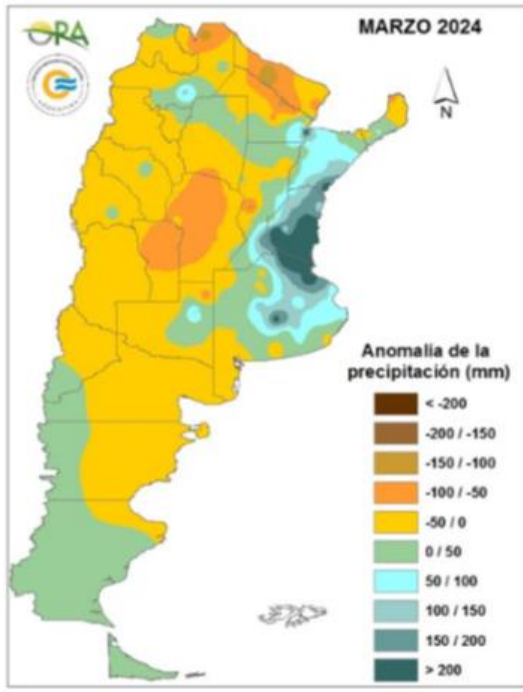 ORA
MARZO 2024
N
Anomalía de la
precipitación (mm)
< -200
-200 / -150
-150 / -100
-100 / -50
-50 / 0
0 / 50
50 / 100
100 / 150
150 / 200
> 200